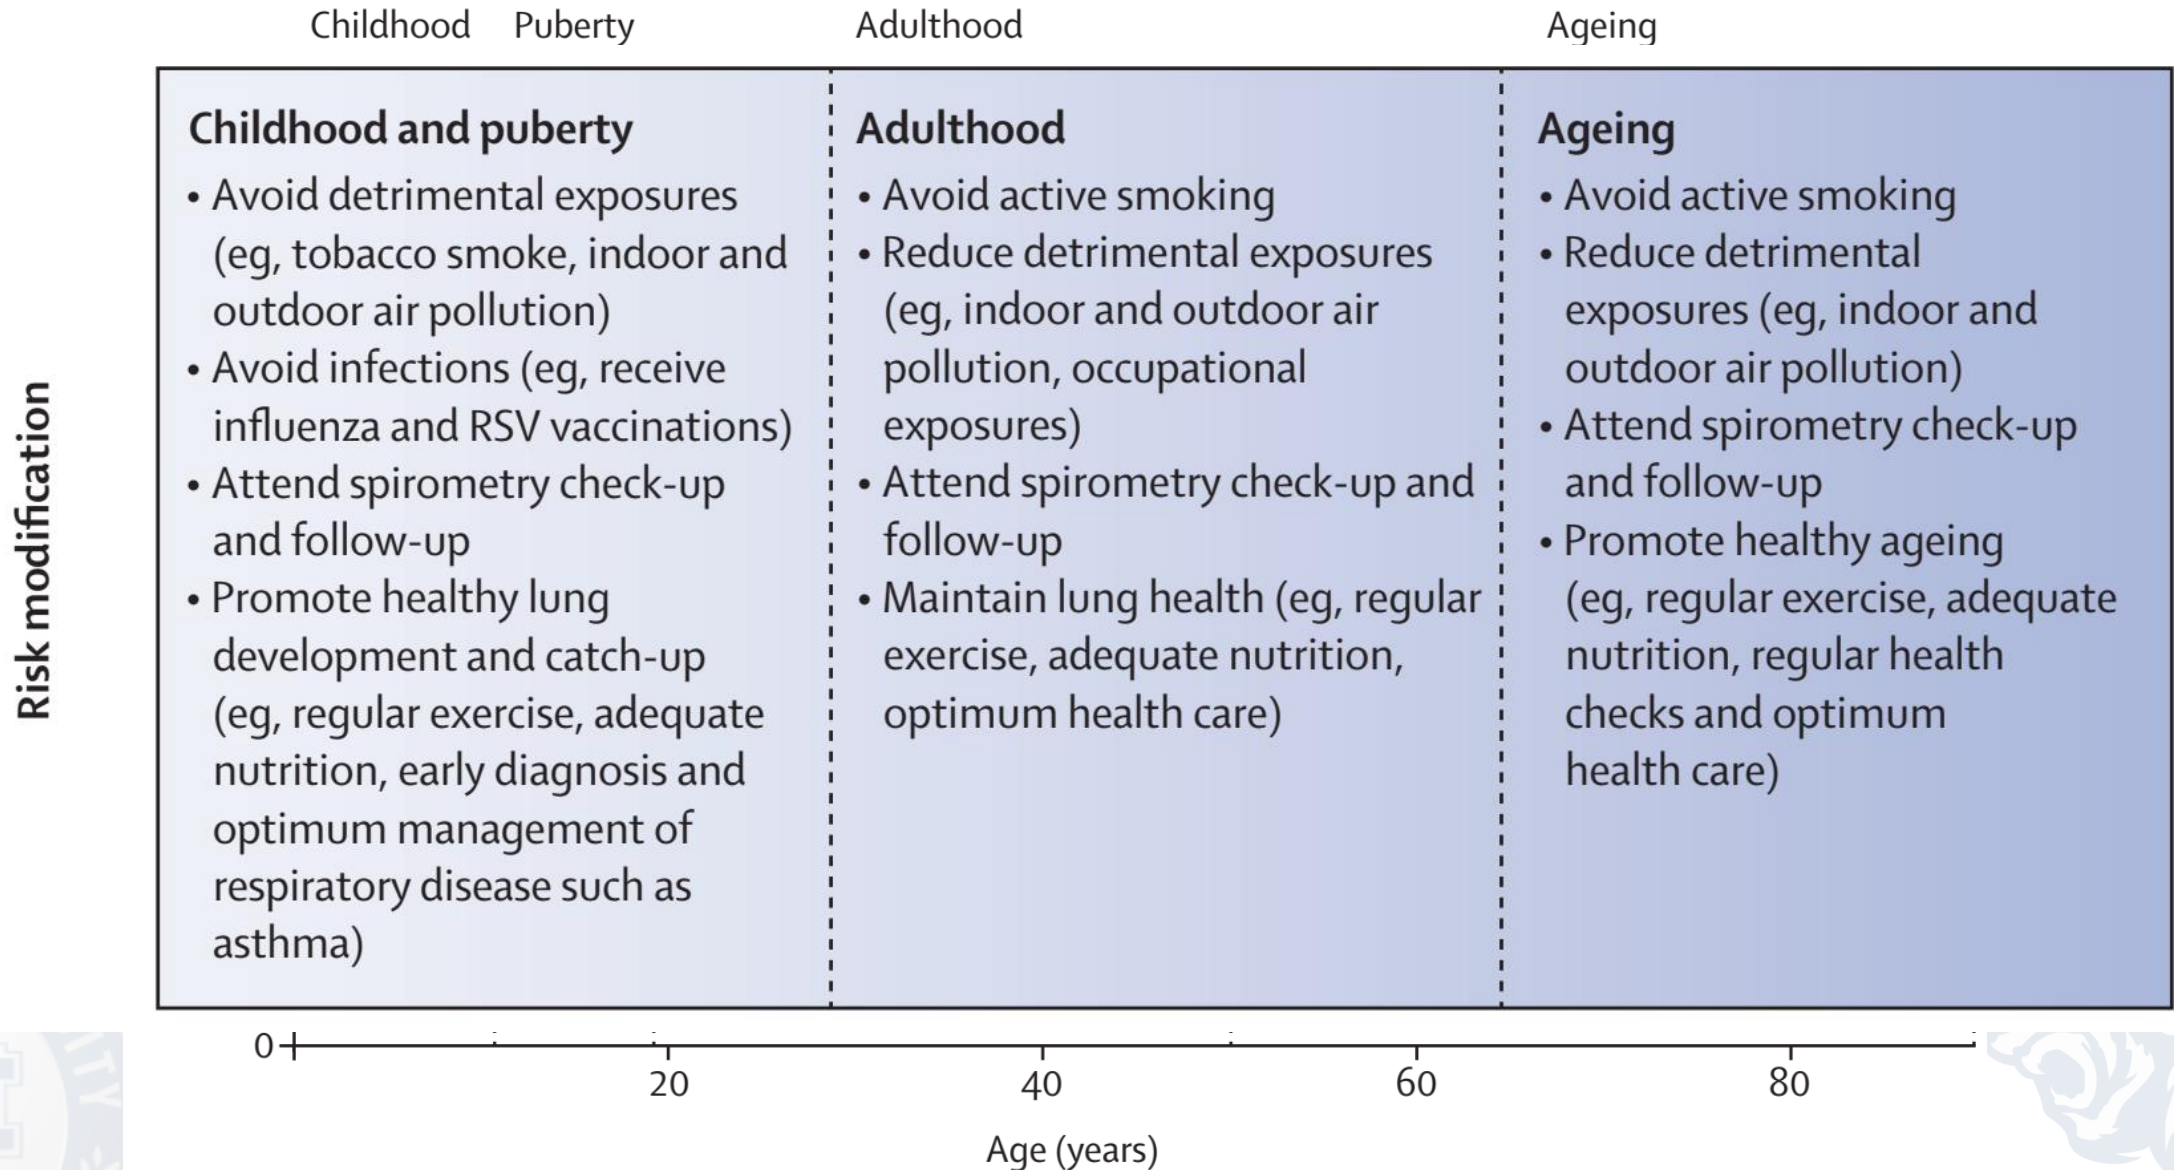 Childhood Puberty Adulthood Ageing
Risk modification
Childhood and puberty
• Avoid detrimental exposures
(eg, tobacco smoke, indoor and
outdoor air pollution)
• Avoid infections (eg, receive
influenza and RSV vaccinations)
• Attend spirometry check-up
and follow-up
• Promote healthy lung
development and catch-up
(eg, regular exercise, adequate
nutrition, early diagnosis and
optimum management of
respiratory disease such as
asthma)
Adulthood
• Avoid active smoking
• Reduce detrimental exposures
(eg, indoor and outdoor air
pollution, occupational
exposures)
• Attend spirometry check-up and
follow-up
• Maintain lung health (eg, regular
exercise, adequate nutrition,
optimum health care)
Ageing
• Avoid active smoking
• Reduce detrimental
exposures (eg, indoor and
outdoor air pollution)
• Attend spirometry check-up
and follow-up
• Promote healthy ageing
(eg, regular exercise, adequate
nutrition, regular health
checks and optimum
health care)
0
20 40 60 80
Age (years)